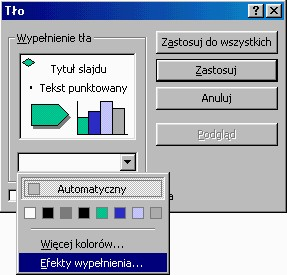 Tło
Wypełnienie tła
Zastosuj do wszystkich
Tytuł slajdu
Zastosuj
Tekst punktowany
Anuluj
Podgląd
Automatyczny
Więcej kolorów...
Efekty wypełnienia...